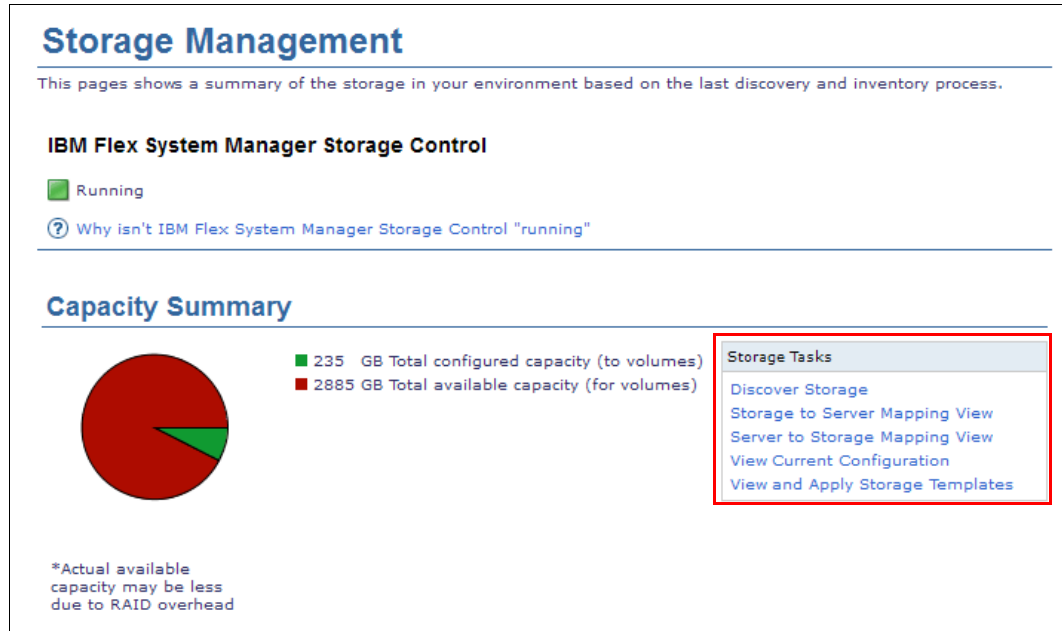 Storage Management
This pages shows a summary of the storage in your environment based on the last discovery and inventory process.
IBM Flex System Manager Storage Control
Running
? Why isn't IBM Flex System Manager Storage Control "running"
Capacity Summary
235 GB Total configured capacity (to volumes)
2885 GB Total available capacity (for volumes)
Storage Tasks
Discover Storage
Storage to Server Mapping View
Server to Storage Mapping View
View Current Configuration
View and Apply Storage Templates
*Actual available
capacity may be less
due to RAID overhead